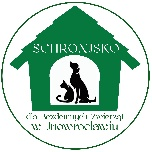 SCHRONISKO
dla Bezdomnych Zwierząt
w Inowrocławiu